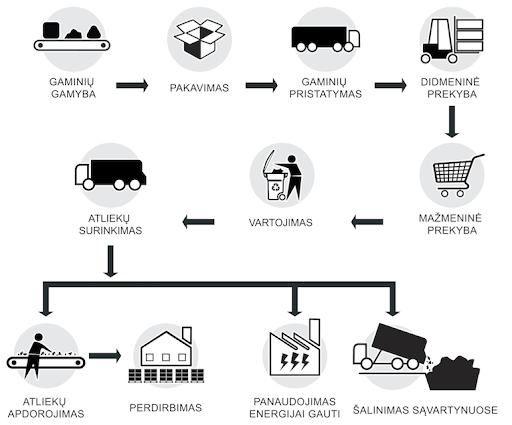 GAMINIŲ
GAMYBA
PAKAVIMAS
GAMINIŲ
PRISTATYMAS
DIDMENINĖ
PREKYBA
MAŽMENINĖ
PREKYBA
VARTOJIMAS
ATLIEKŲ
SURINKIMAS
ATLIEKŲ
APDOROJIMAS
PERDIRBIMAS
PANAUDOJIMAS
ENERGIJAI GAUTI
ŠALINIMAS SĄVARTYNUOSE